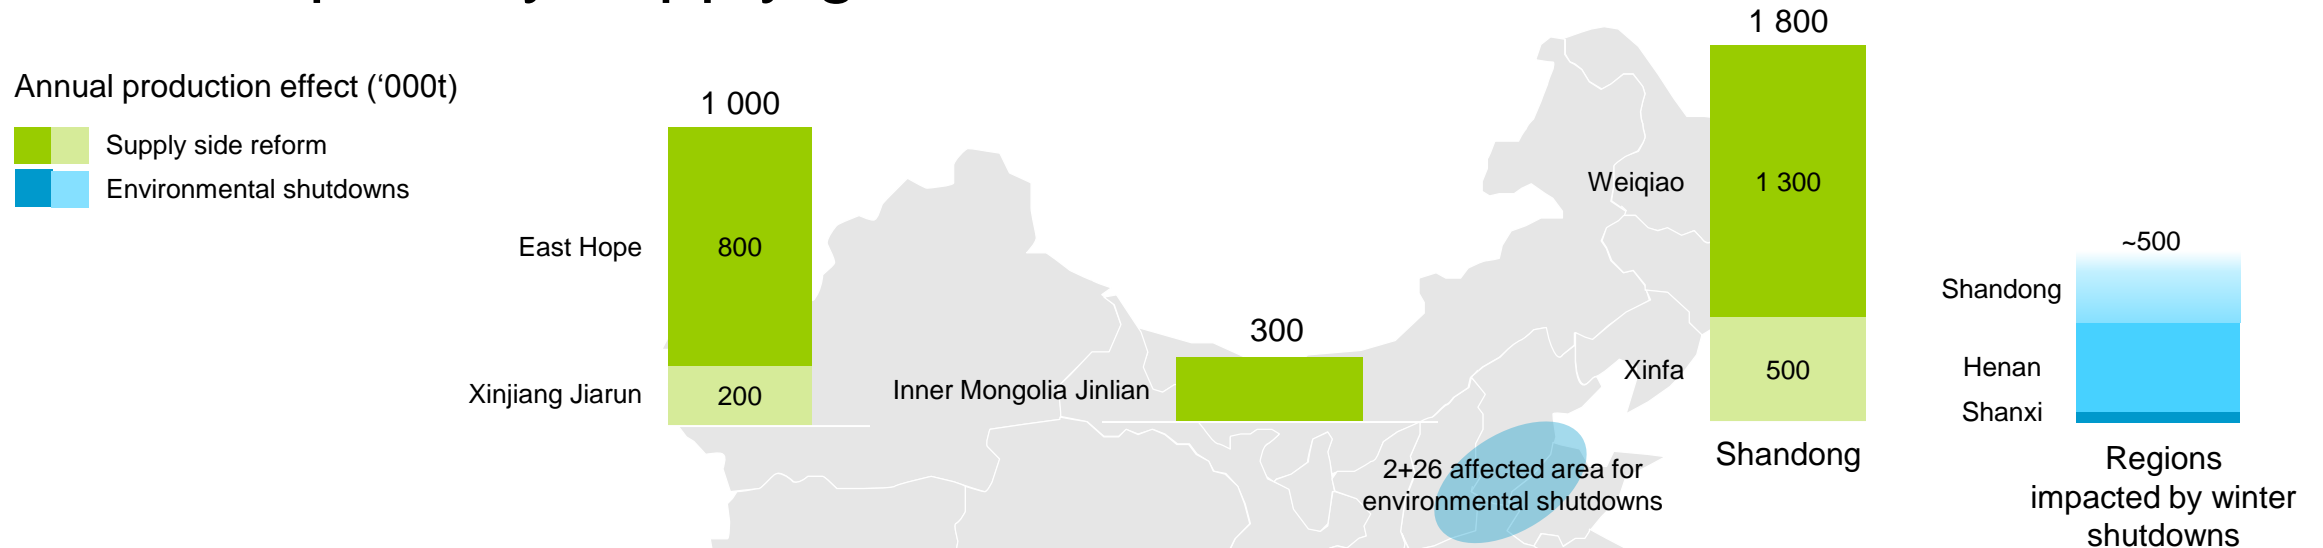 Annual production effect (‘000t)
Supply side reform
Environmental shutdowns
1 000
East Hope
800
Xinjiang Jiarun
200
300
Inner Mongolia Jinlian
1 800
Weiqiao
1 300
Xinfa
500
Shandong
2+26 affected area for
environmental shutdowns
~500
Shandong
Henan
Shanxi
Regions
impacted by winter
shutdowns